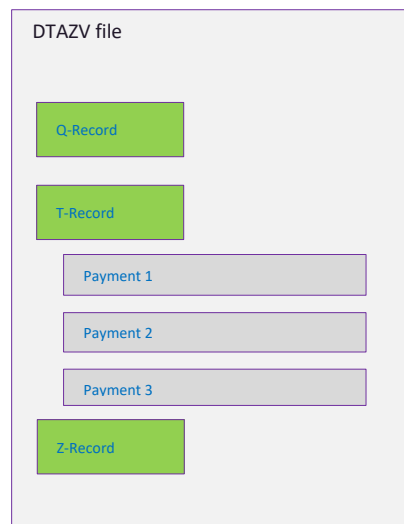 DTAZV file
Q-Record
T-Record
Payment 1
Payment 2
Payment 3
Z-Record